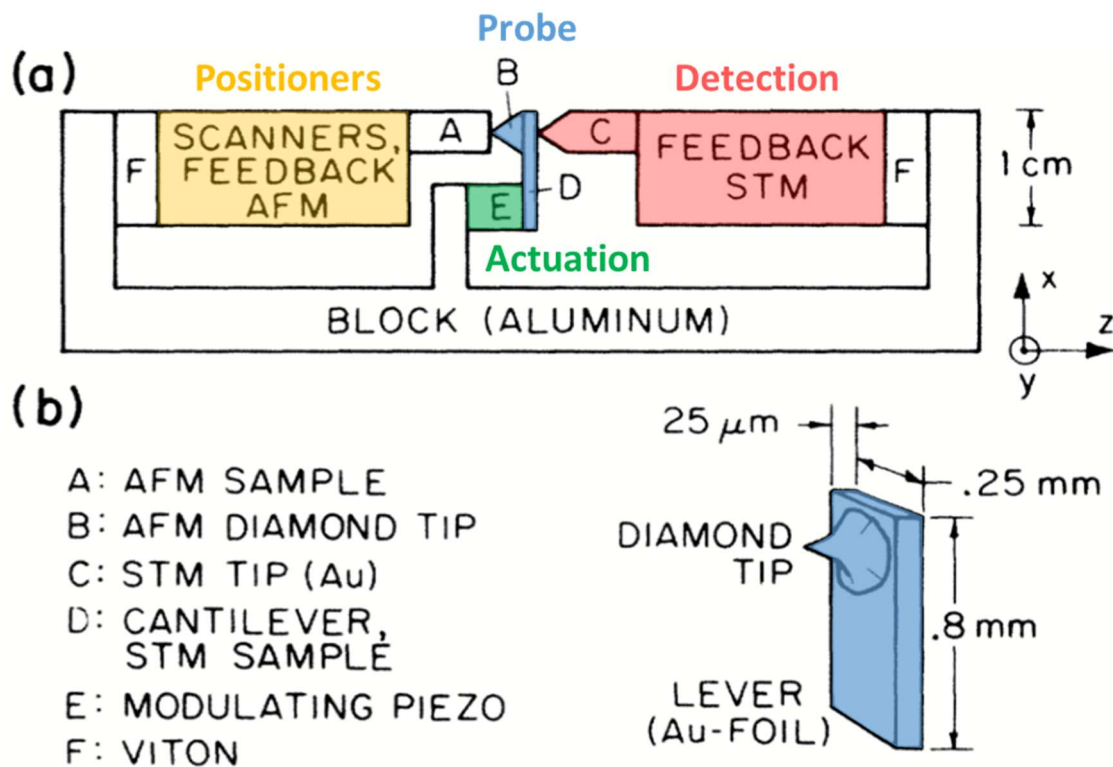 Probe
(a)
Positioners
B
Detection
F
SCANNERS,
FEEDBACK
AFM
A
C
FEEDBACK
STM
F
1 cm
D
E
Actuation
BLOCK (ALUMINUM)
x
z
y
(b)
A: AFM SAMPLE
B: AFM DIAMOND TIP
C: STM TIP (Au)
D: CANTILEVER,
STM SAMPLE
E: MODULATING PIEZO
F: VITON
25 μm
.25 mm
DIAMOND
TIP
.8 mm
LEVER
(Au-FOIL)